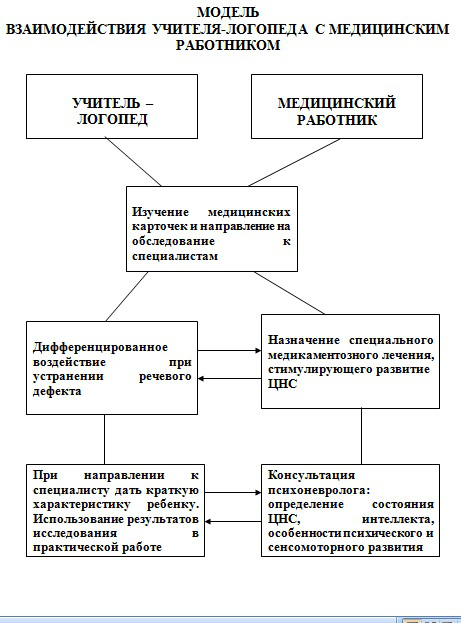 МОДЕЛЬ
ВЗАИМОДЕЙСТВИЯ УЧИТЕЛЯ-ЛОГОПЕДА С МЕДИЦИНСКИМ
РАБОТНИКОМ
УЧИТЕЛЬ –
ЛОГОПЕД
МЕДИЦИНСКИЙ
РАБОТНИК
Изучение медицинских
карточек и направление на
обследование к
специалистам
Дифференцированное
воздействие при
устранении речевого
дефекта
Назначение специального
медикаментозного лечения,
стимулирующего развитие
ЦНС
При направлении к
специалисту дать краткую
характеристику ребенку.
Использование результатов
исследования в
практической работе
Консультация
психоневролога:
определение состояния
ЦНС, интеллекта,
особенности психического и
сенсомоторного развития